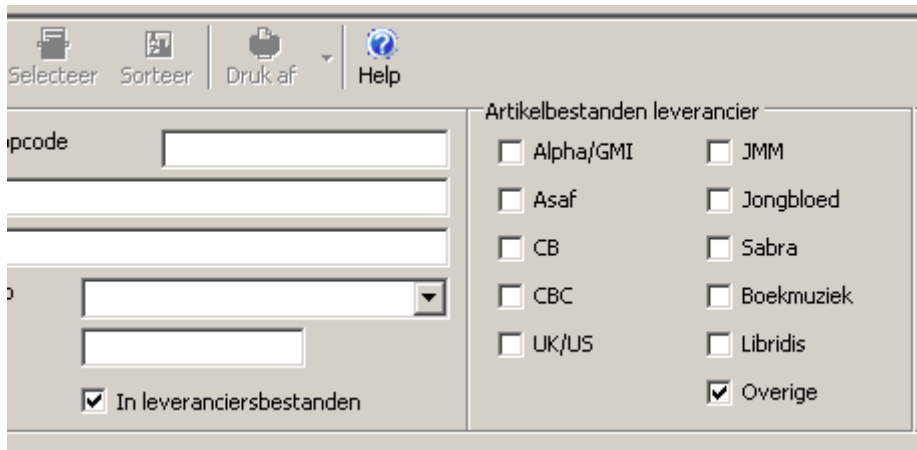 Selecteer Sorteer Druk af Help
Artikelbestanden leverancier
opcode
Alpha/GMI JMM
Asaf Jongbloed
CB Sabra
CBC Boekmuziek
UK/US Libridis
In leveranciersbestanden Overige